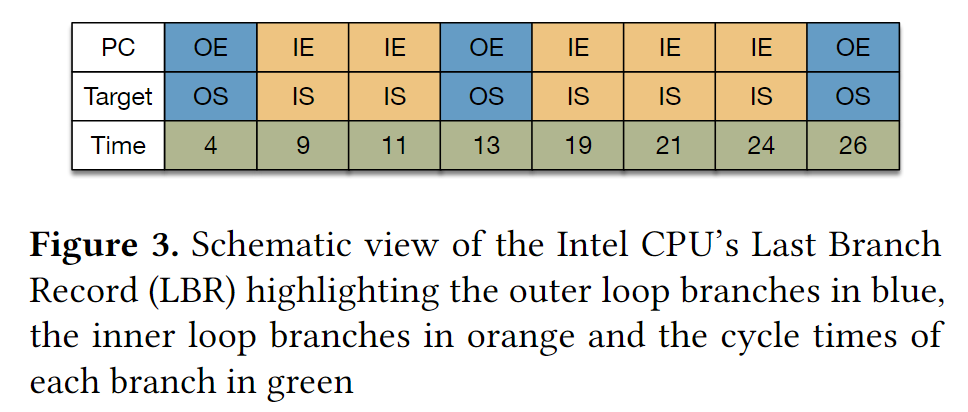 PC OE IE IE OE IE IE IE OE
Target OS IS IS OS IS IS IS OS
Time 4 9 11 13 19 21 24 26
Figure 3. Schematic view of the Intel CPU's Last Branch
Record (LBR) highlighting the outer loop branches in blue,
the inner loop branches in orange and the cycle times of
each branch in green